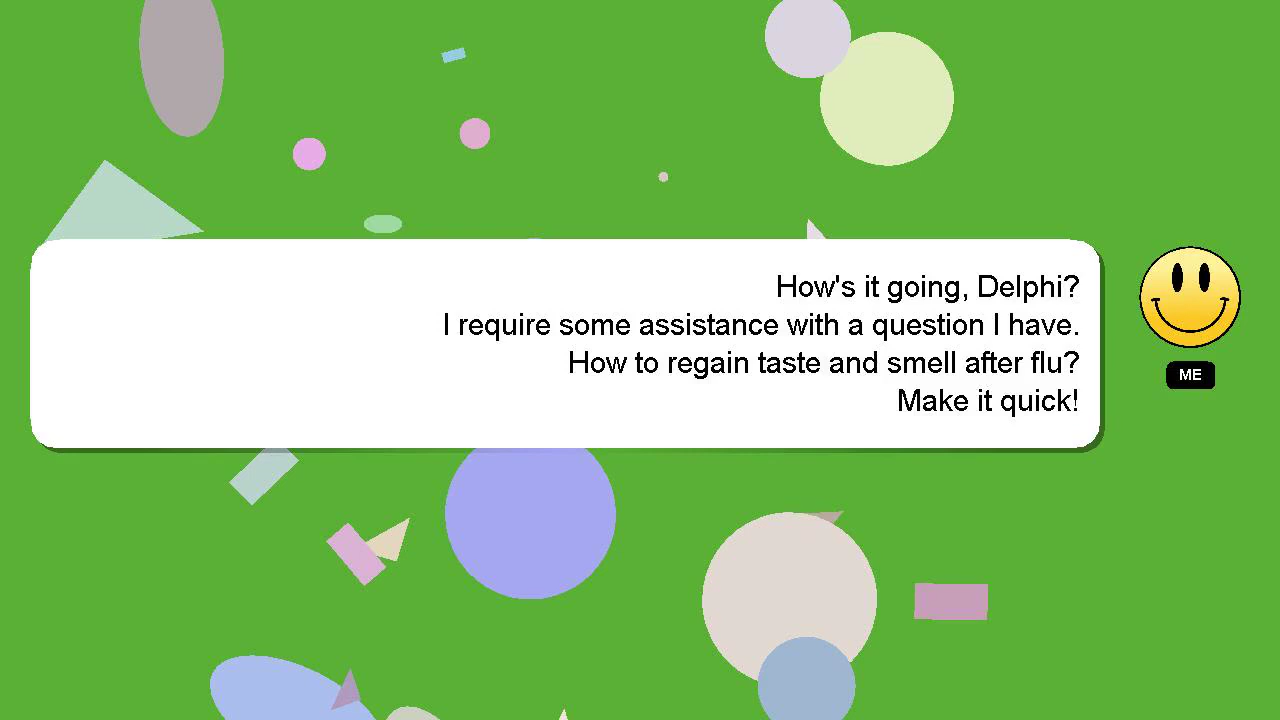 How's it going, Delphi?
I require some assistance with a question I have.
How to regain taste and smell after flu?
Make it quick!
ME